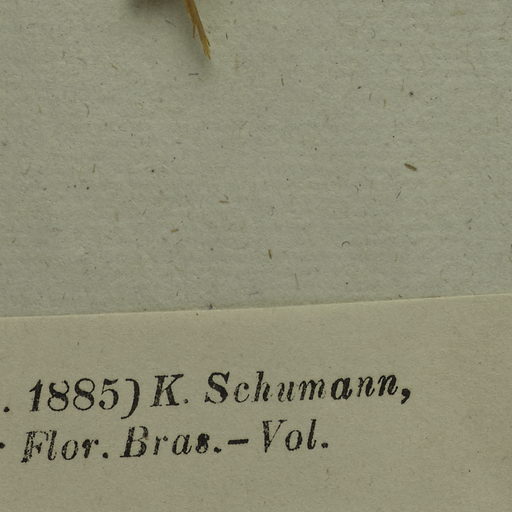 . 1885) K. Schumann,
Flor. Bras.– Vol.